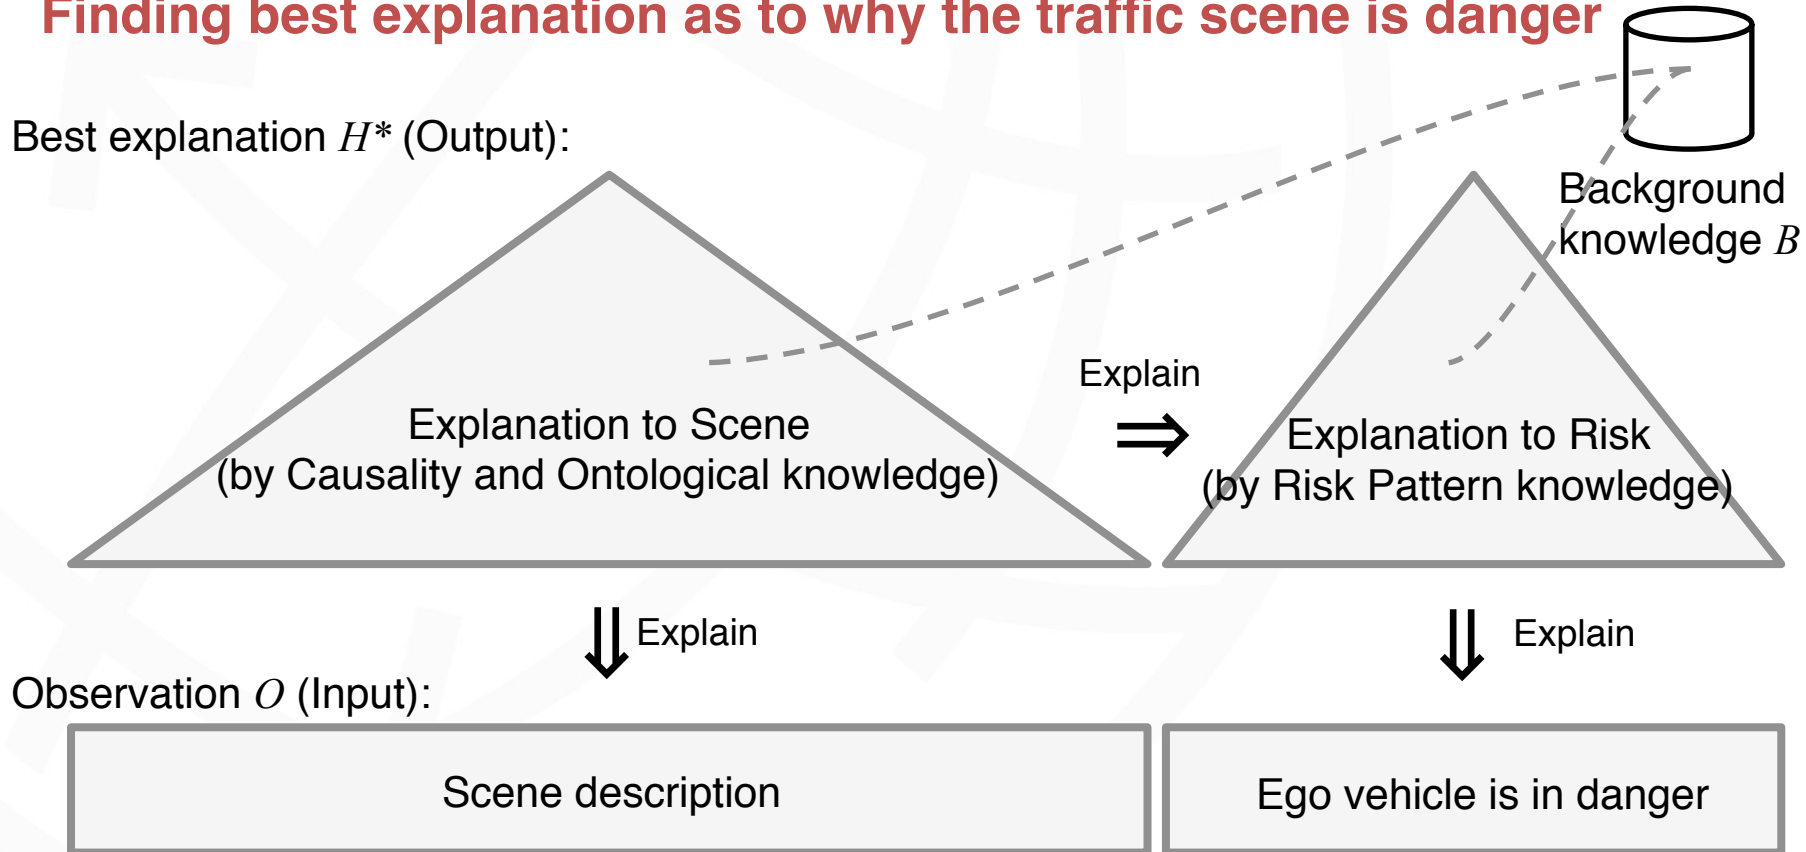 Finding best explanation as to why the traffic scene is danger
Best explanation H* (Output):
Background
knowledge B
Explain
⇒
Explanation to Scene
(by Causality and Ontological knowledge)
Explanation to Risk
(by Risk Pattern knowledge)
⇓ Explain
⇓ Explain
Observation O (Input):
Scene description
Ego vehicle is in danger